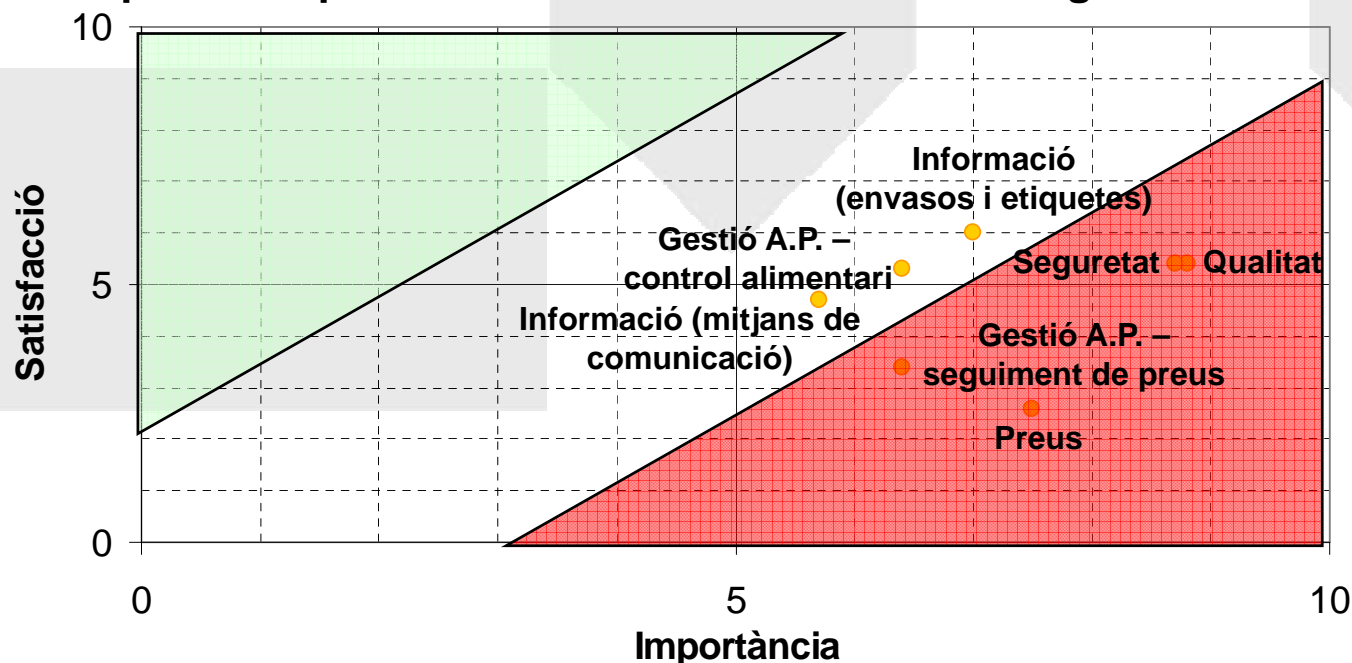 10
Informació
(envasos i etiquetes)
Gestió A.P. –
control alimentari
Seguretat
Qualitat
Informació (mitjans de
comunicació)
Gestió A.P. –
seguiment de preus
Preus
Satisfacció
5
0
0
5
10
Importància